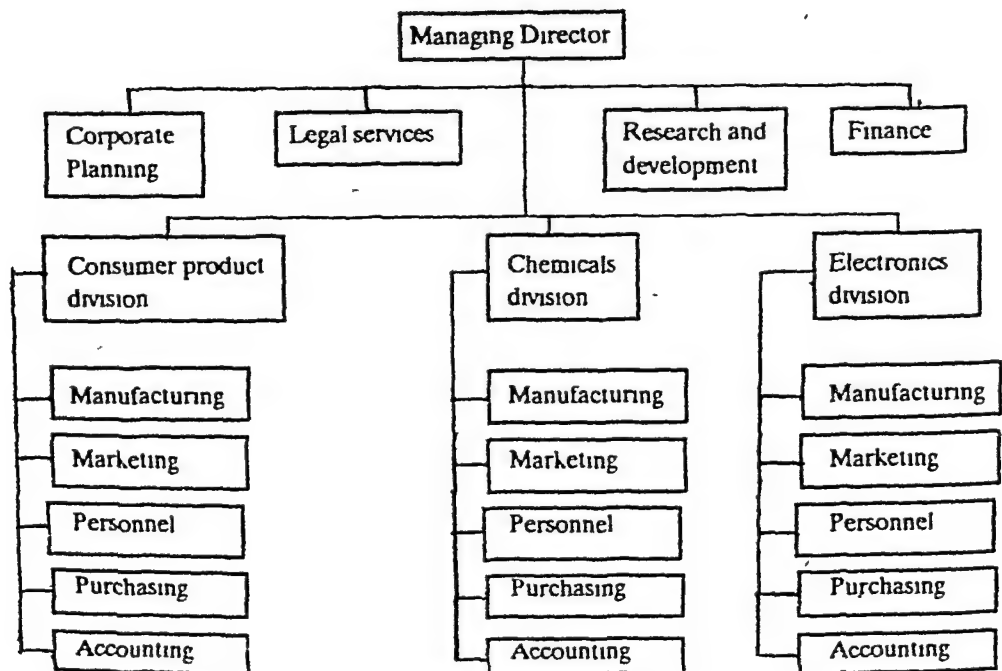 Managing Director
Corporate
Planning
Legal services
Research and
development
Finance
Consumer product
division
Chemicals
division
Electronics
division
Manufacturing
Manufacturing
Manufacturing
Marketing
Marketing
Marketing
Personnel
Personnel
Personnel
Purchasing
Purchasing
Purchasing
Accounting
Accounting
Accounting